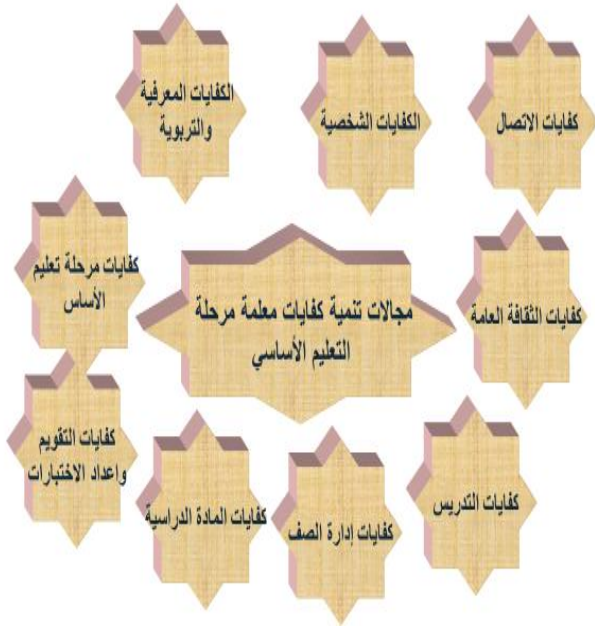 كفايات الاتصال
الكفايات الشخصية
الكفايات المعرفية
والتربوية
كفايات الثقافة العامة
مجالات تنمية كفايات معلمة مرحلة
التعليم الأساسي
كفايات مرحلة تعليم
الأساس
كفايات التدريس
كفايات إدارة الصف
كفايات المادة الدراسية
كفايات التقويم
واعداد الاختبارات